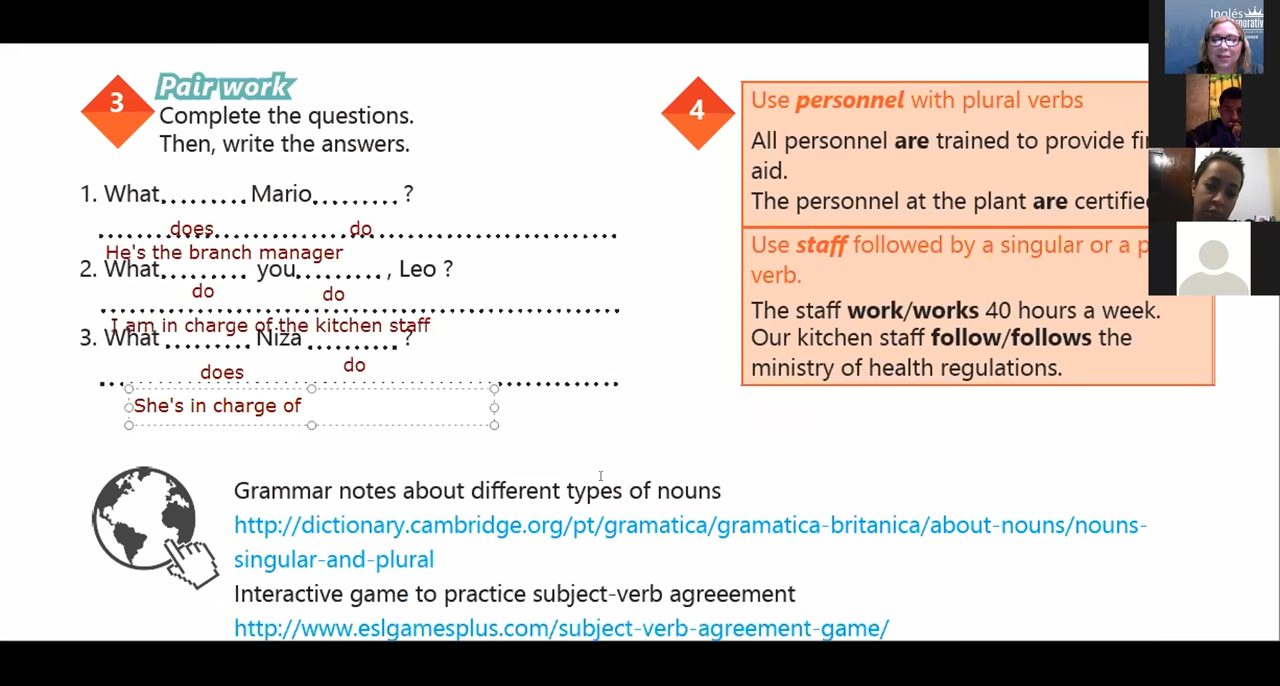 Pair work
3
Complete the questions.
Then, write the answers.
1. What......... Mario......... ?
does do
He's the branch manager
2. What......... you......... , Leo ?
do do
I am in charge of the kitchen staff
3. What ......... Niza ......... ?
does do
She's in charge of
4
Use personnel with plural verbs
All personnel are trained to provide
aid.
The personnel at the plant are
Use staff followed by a singular or a
verb.
The staff work/works 40 hours a week.
Our kitchen staff follow/follows the
ministry of health regulations.
Grammar notes about different types of nouns
http://dictionary.cambridge.org/pt/gramatica/gramatica-britanica/about-nouns/nouns-
singular-and-plural
Interactive game to practice subject-verb agreeement
http://www.eslgamesplus.com/subject-verb-agreement-game/
Inglés